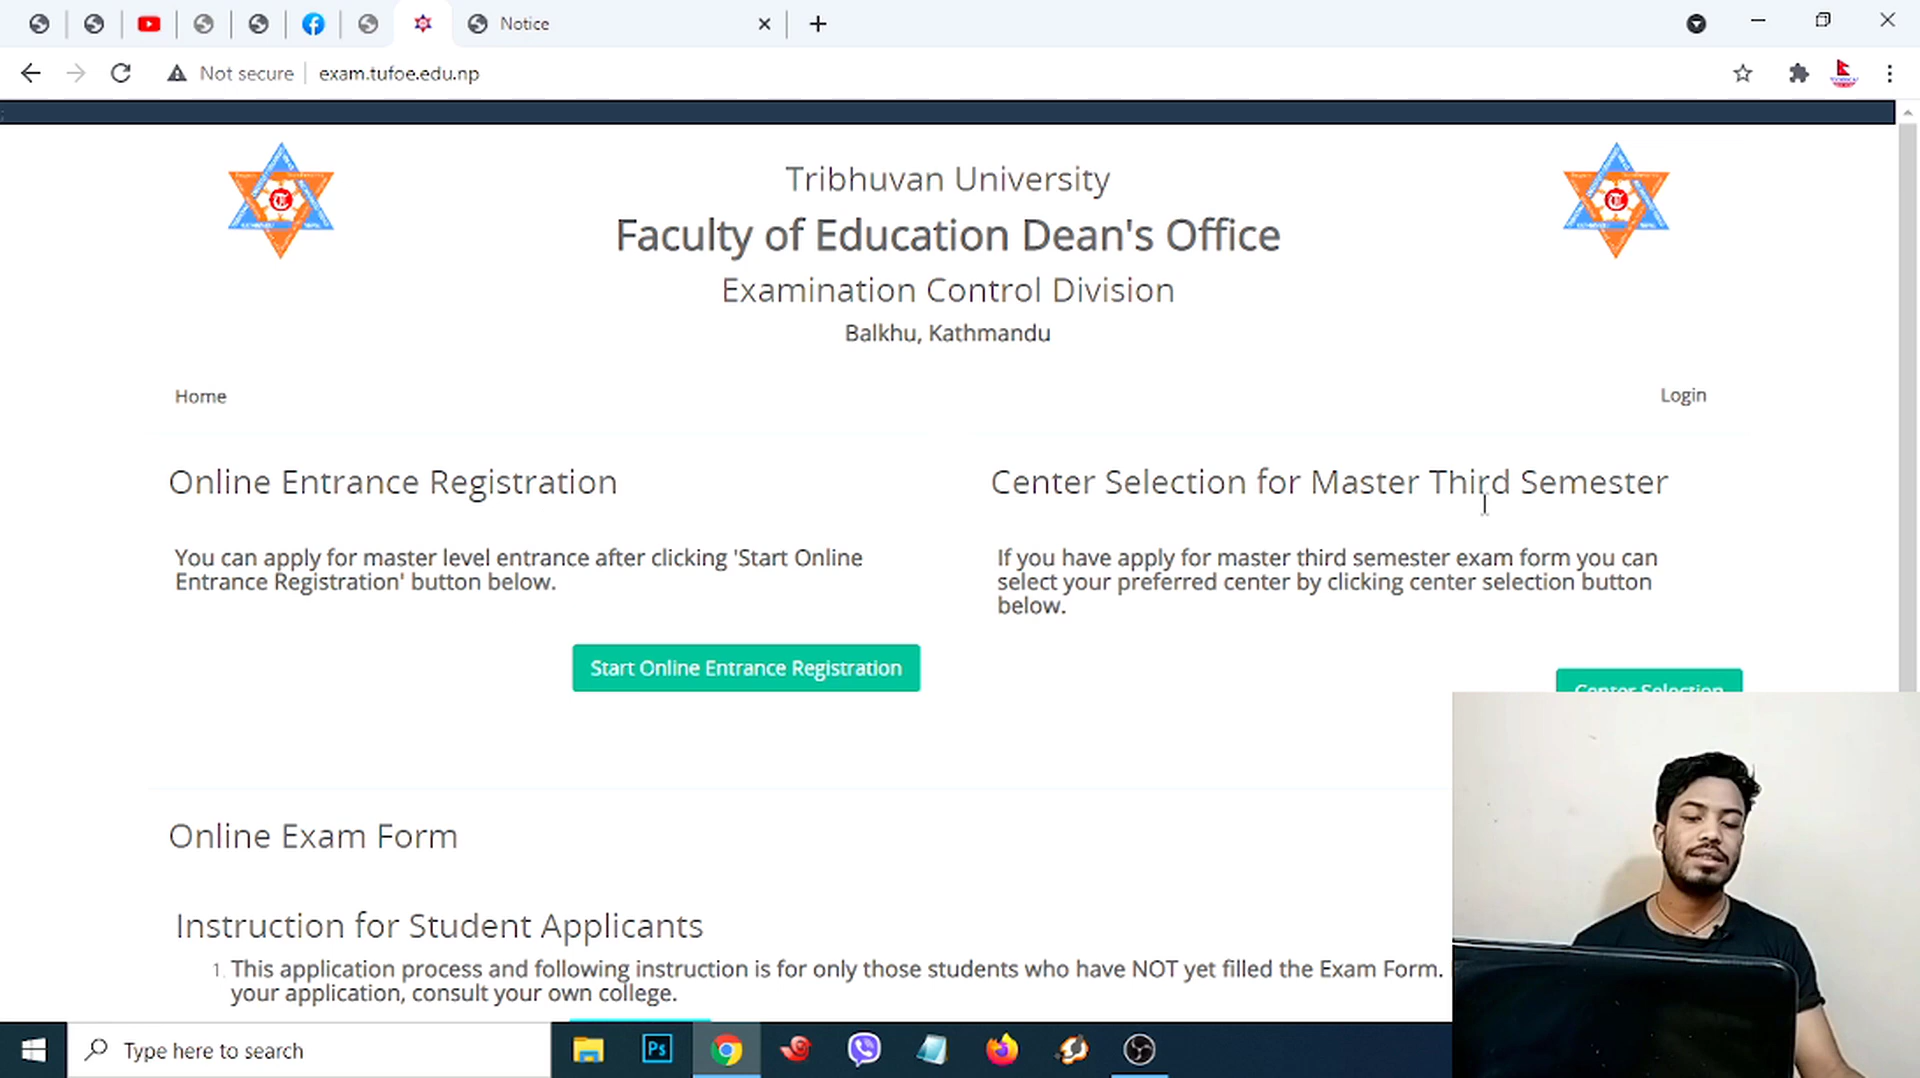 Notice
Not secure
exam.tufoe.edu.np
Tribhuvan University
Faculty of Education Dean's Office
Examination Control Division
Balkhu, Kathmandu
Home
Login
Online Entrance Registration
You can apply for master level entrance after clicking 'Start Online
Entrance Registration' button below.
Start Online Entrance Registration
Center Selection for Master Third Semester
If you have apply for master third semester exam form you can
select your preferred center by clicking center selection button
below.
Center Selection
Online Exam Form
Instruction for Student Applicants
1. This application process and following instruction is for only those students who have NOT yet filled the Exam Form.
your application, consult your own college.
Type here to search
Ps